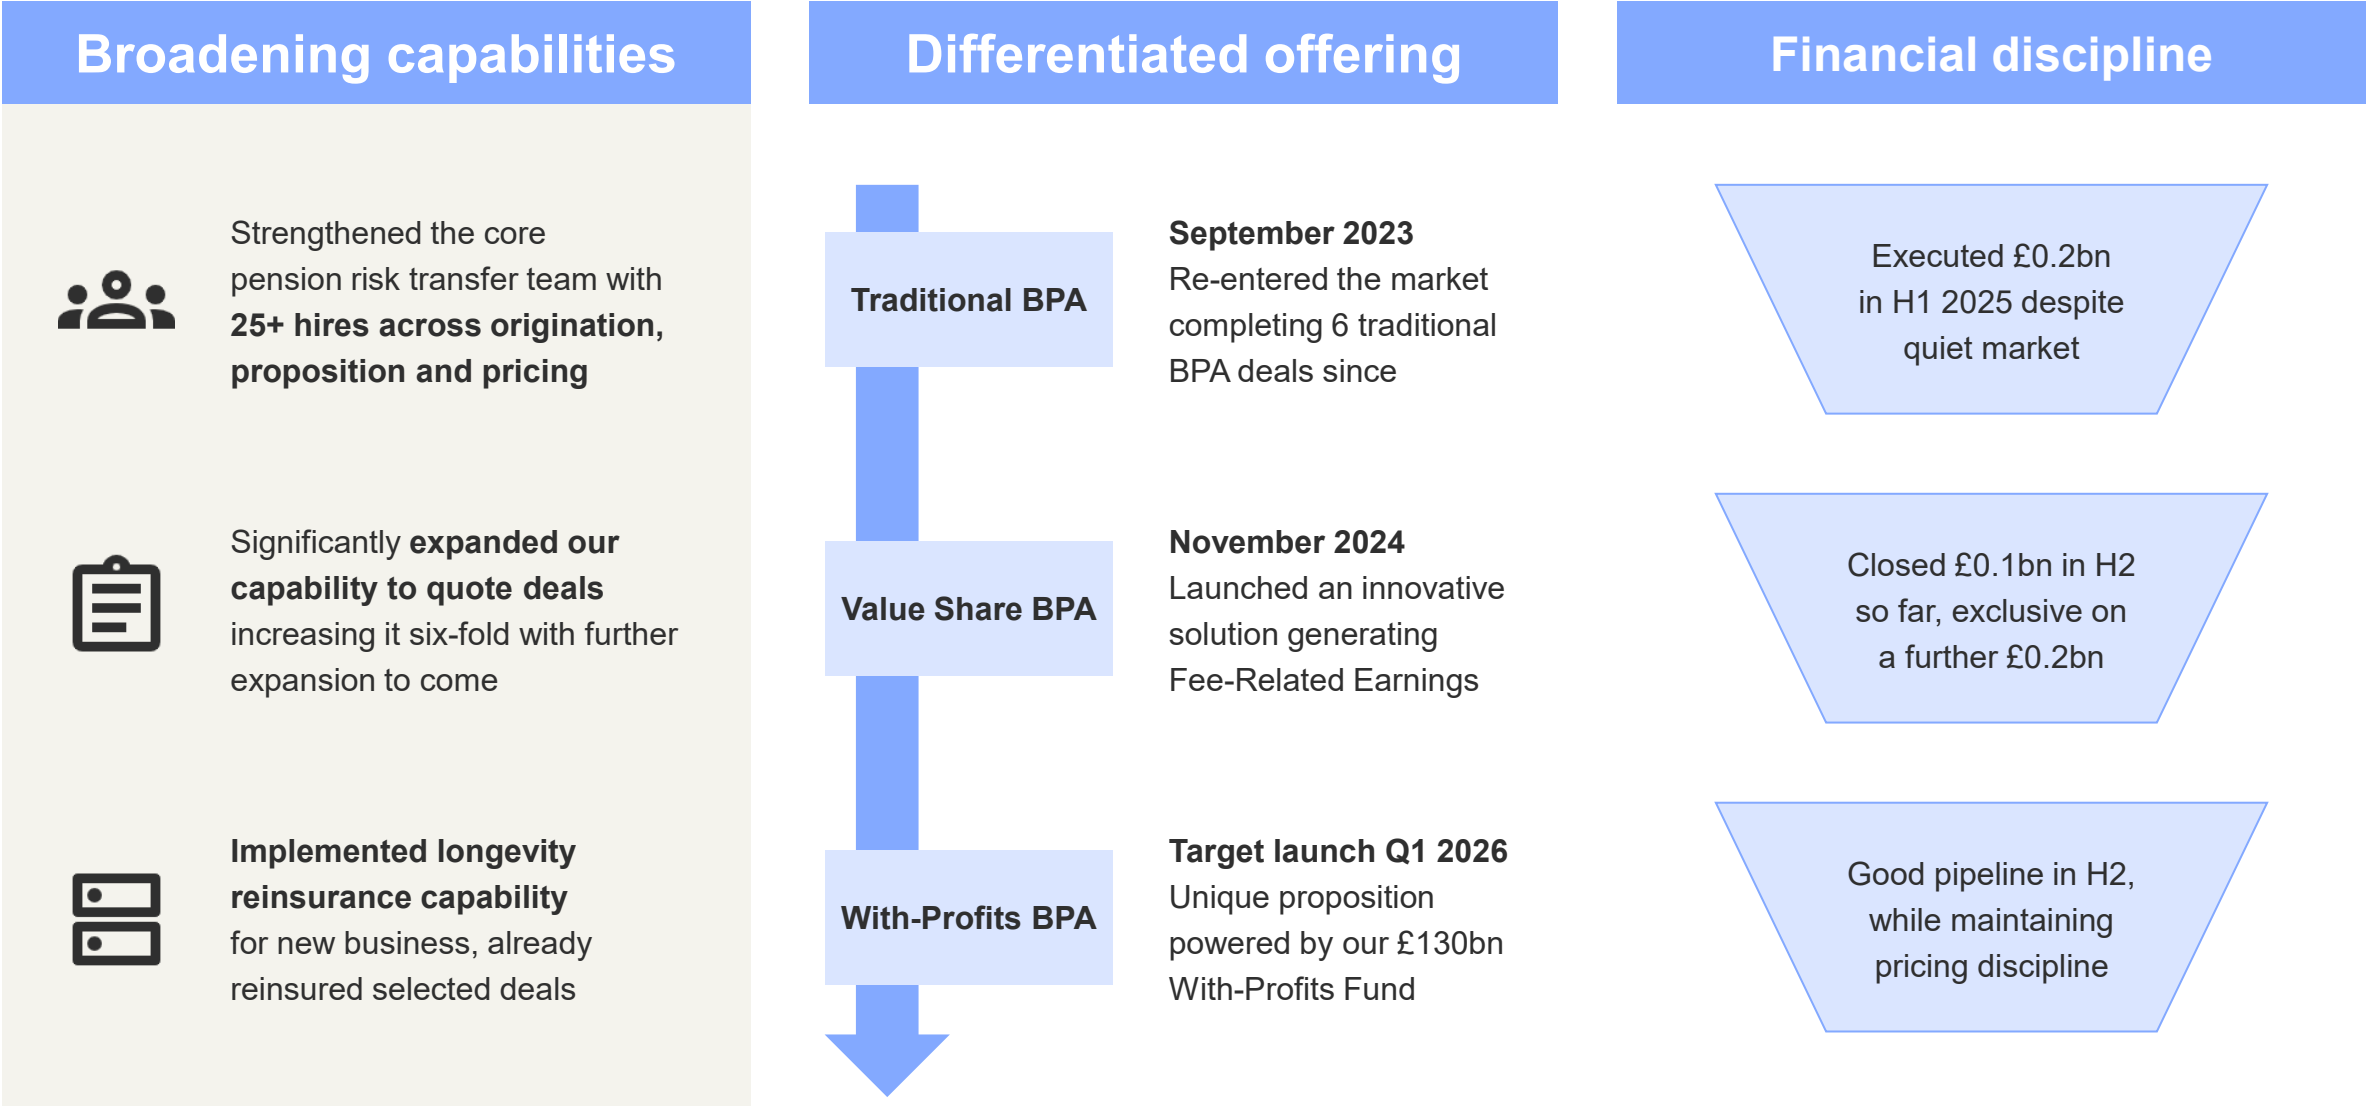 Broadening capabilities
Strengthened the core
pension risk transfer team with
25+ hires across origination,
proposition and pricing
Significantly expanded our
capability to quote deals
increasing it six-fold with further
expansion to come
Implemented longevity
reinsurance capability
for new business, already
reinsured selected deals
Differentiated offering
Traditional BPA
September 2023
Re-entered the market
completing 6 traditional
BPA deals since
Value Share BPA
November 2024
Launched an innovative
solution generating
Fee-Related Earnings
With-Profits BPA
Target launch Q1 2026
Unique proposition
powered by our £130bn
With-Profits Fund
Financial discipline
Executed £0.2bn
in H1 2025 despite
quiet market
Closed £0.1bn in H2
so far, exclusive on
a further £0.2bn
Good pipeline in H2,
while maintaining
pricing discipline